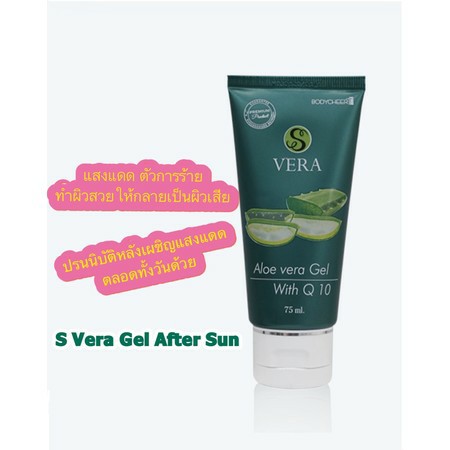 แสงแดด ตัวการร้าย
ทำผิวสวย ให้กลายเป็นผิวเสีย
ปรนนิบัติหลังเผชิญแสงแดด
ตลอดทั้งวันด้วย
S Vera Gel After Sun
BODYCHEER
S
VERA
Aloe vera Gel
With Q 10
75 ml.